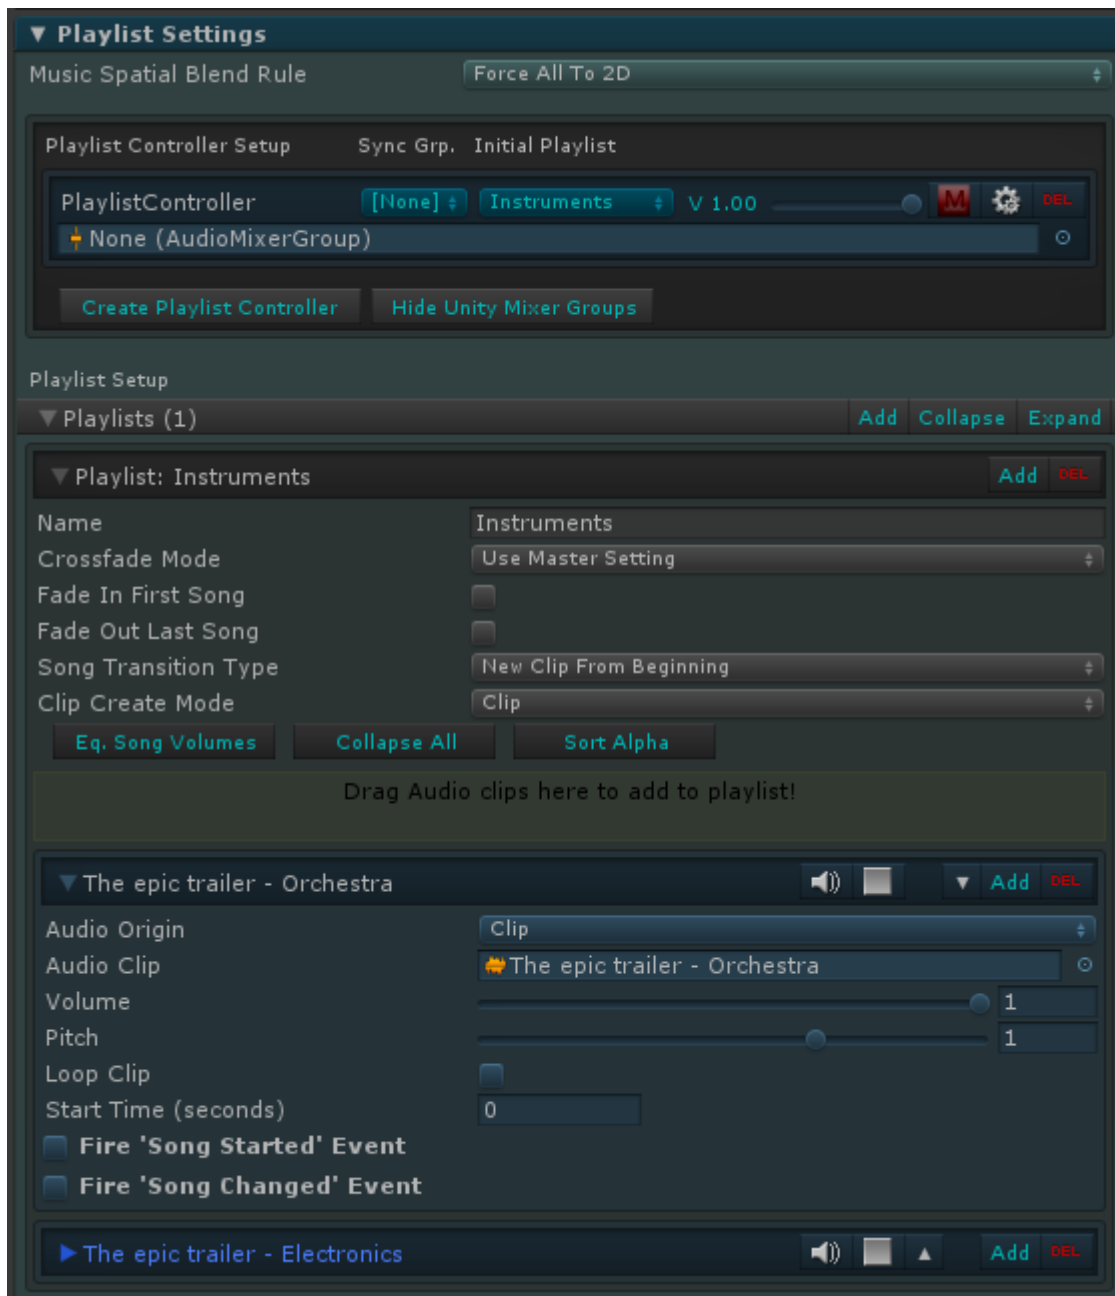 ▼ Playlist Settings
Music Spatial Blend Rule Force All To 2D
Playlist Controller Setup Sync Grp. Initial Playlist
PlaylistController [None] Instruments V 1.00 M DEL
None (AudioMixerGroup)
Create Playlist Controller Hide Unity Mixer Groups
Playlist Setup
▼ Playlists (1) Add Collapse Expand
▼ Playlist: Instruments Add DEL
Name Instruments
Crossfade Mode Use Master Setting
Fade In First Song
Fade Out Last Song
Song Transition Type New Clip From Beginning
Clip Create Mode Clip
Eq. Song Volumes Collapse All Sort Alpha
Drag Audio clips here to add to playlist!
▼ The epic trailer - Orchestra ▼ Add DEL
Audio Origin Clip
Audio Clip The epic trailer - Orchestra
Volume 1
Pitch 1
Loop Clip
Start Time (seconds) 0
Fire 'Song Started' Event
Fire 'Song Changed' Event
▶ The epic trailer - Electronics ▲ Add DEL